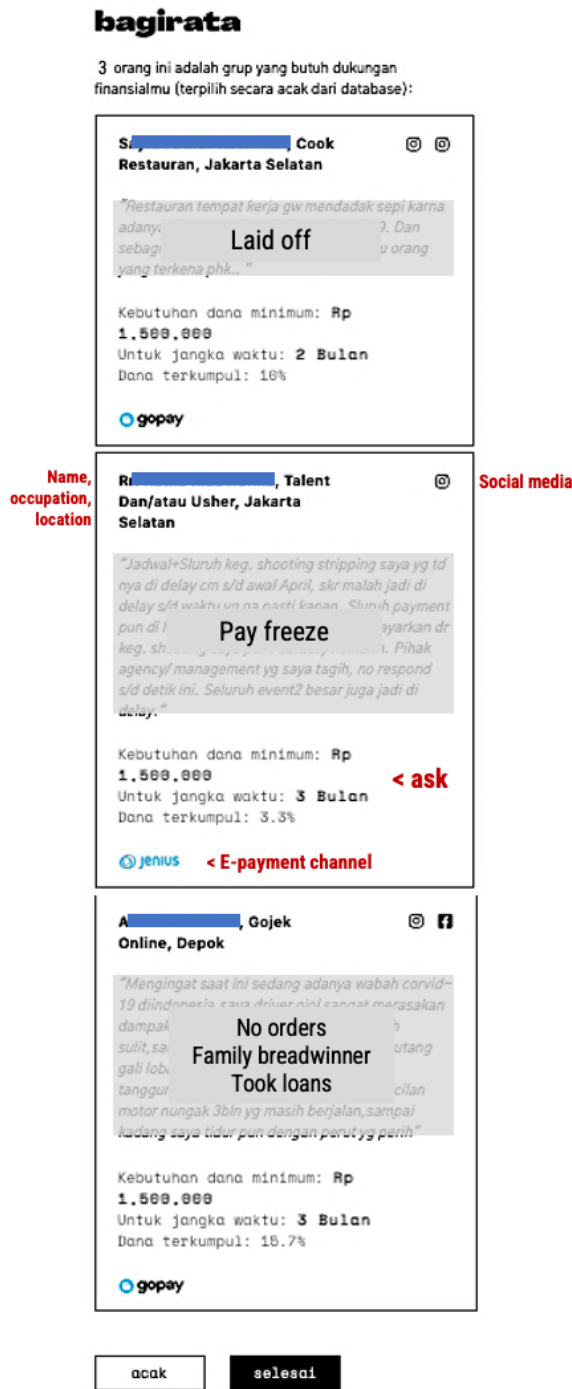 bagirata
3 orang ini adalah grup yang butuh dukungan
finansialmu (terpilih secara acak dari database):
, Cook
Restauran, Jakarta Selatan
"Restauran tempat kerja gw mendadak sepi karna
Dan
orang
Laid off
yang terkena phk.. "
Kebutuhan dana minimum: Rp
1.500.000
Untuk jangka waktu: 2 Bulan
Dana terkumpul: 10%
gopay
Name,
occupation,
location
, Talent
Dan/atau Usher, Jakarta
Selatan
Social media
"Jadwal+Sluruh keg. shooting stripping saya yg td
nya di delay cm s/d awal April, skr malah jadi di
delay s/d waktu yg ga pasti kapan. Sluruh payment
pun di
Pay freeze
keg.
Pihak
agency/ management yg saya tagih, no respond
s/d detik ini. Seluruh event2 besar juga jadi di
delay."
Kebutuhan dana minimum: Rp
1.500.000
< ask
Untuk jangka waktu: 3 Bulan
Dana terkumpul: 3.3%
jenius
< E-payment channel
, Gojek
Online, Depok
"Mengingat saat ini sedang adanya wabah corvid-
19 diindonesia, saya driver ojol sangat merasakan
No orders
Family breadwinner
Took loans
motor nungak 3bln yg masih berjalan,sampai
kadang saya tidur pun dengan perut yg perih"
Kebutuhan dana minimum: Rp
1.500.000
Untuk jangka waktu: 3 Bulan
Dana terkumpul: 15.7%
gopay
acak
selesai